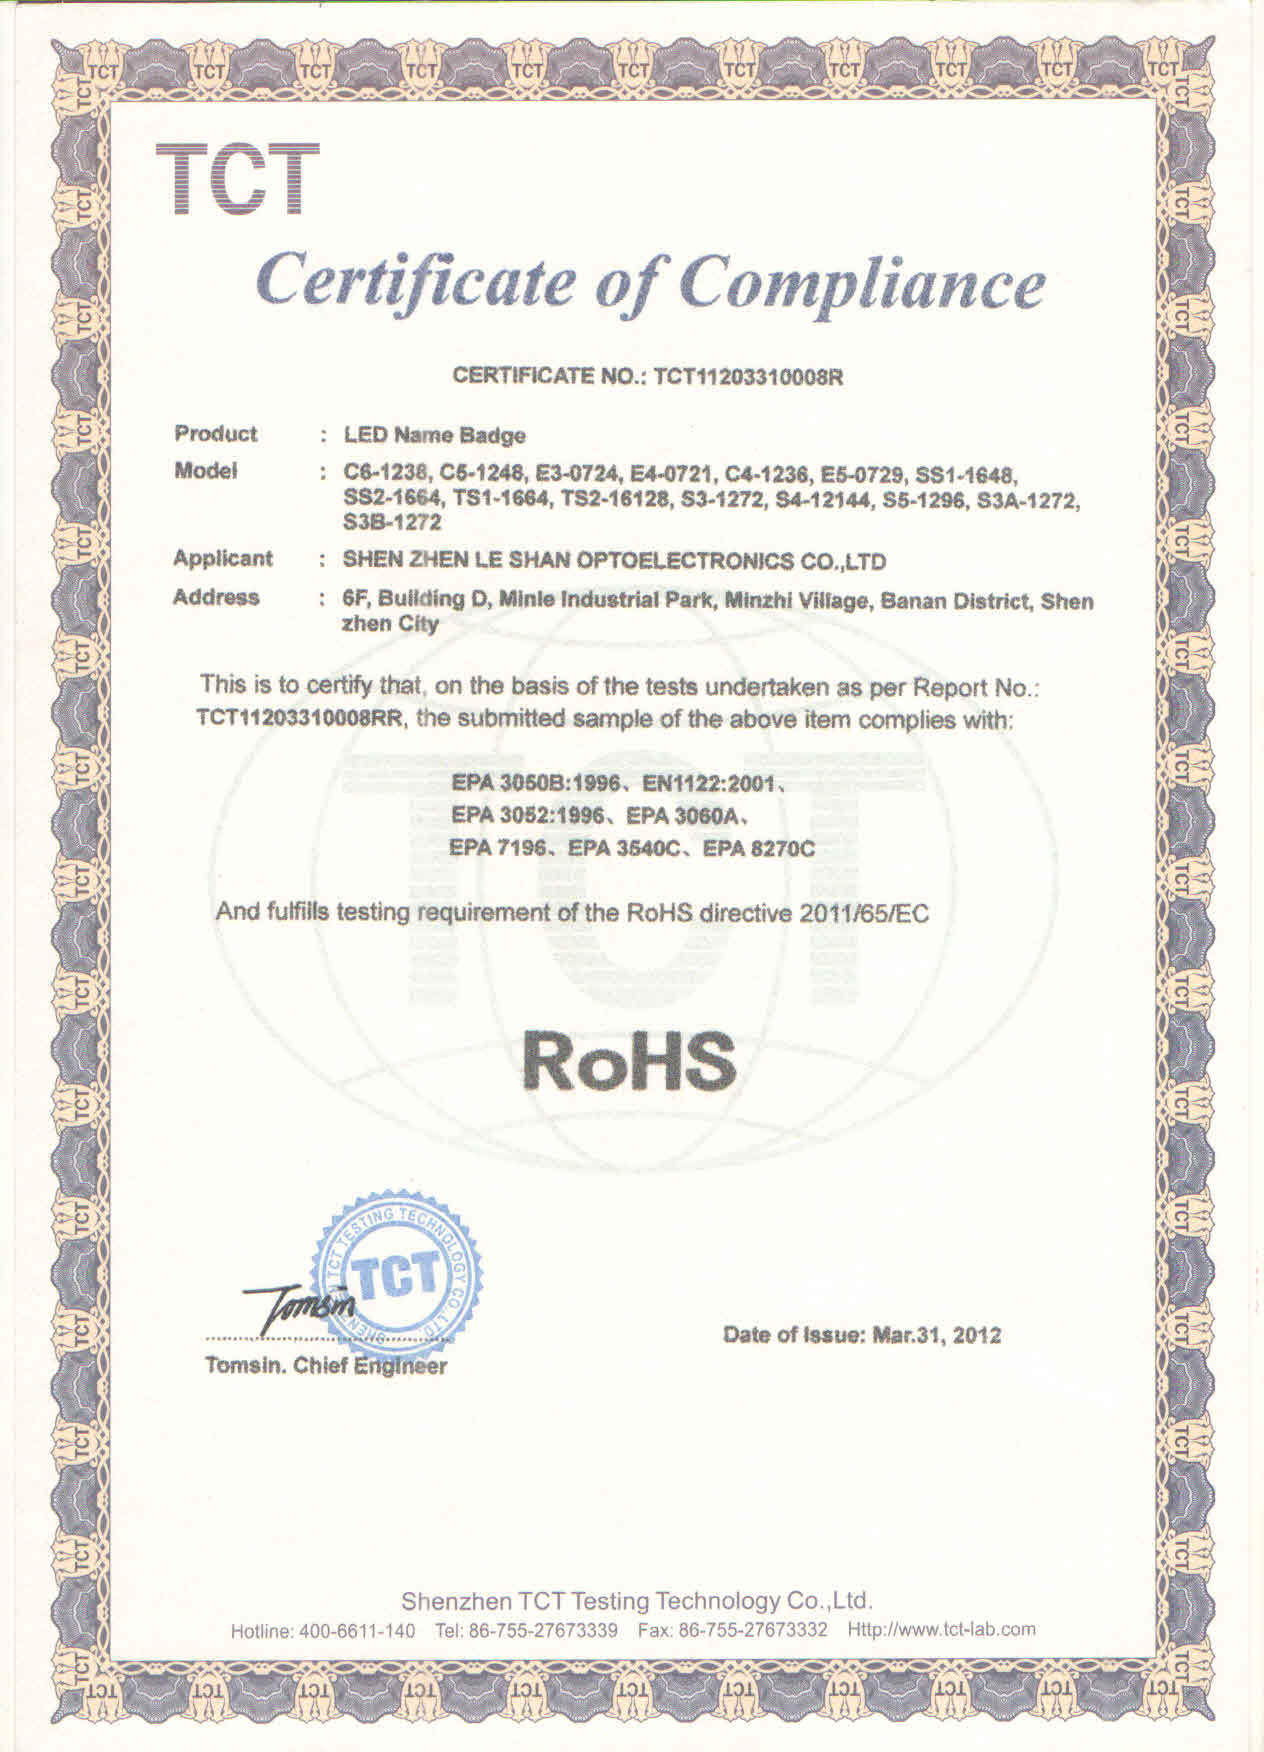 TCT
Certificate of Compliance
CERTIFICATE NO.: TCT11203310008R
Product : LED Name Badge
Model : C6-1238, C5-1248, E3-0724, E4-0721, C4-1236, E5-0729, SS1-1648,
SS2-1664, TS1-1664, TS2-16128, S3-1272, S4-12144, S5-1296, S3A-1272,
S3B-1272
Applicant : SHEN ZHEN LE SHAN OPTOELECTRONICS CO.,LTD
Address : 6F, Building D, Minle Industrial Park, Minzhi Village, Banan District, Shen
zhen City
This is to certify that, on the basis of the tests undertaken as per Report No.:
TCT11203310008RR, the submitted sample of the above item complies with:
EPA 3050B:1996、EN1122:2001、
EPA 3052:1996、EPA 3060A、
EPA 7196、EPA 3540C、EPA 8270C
And fulfills testing requirement of the RoHS directive 2011/65/EC
RoHS
SHENZHEN TCT TESTING TECHNOLOGY CO.,LTD
TCT
Tomsin
Tomsin. Chief Engineer
Date of Issue: Mar.31, 2012
Shenzhen TCT Testing Technology Co.,Ltd.
Hotline: 400-6611-140 Tel: 86-755-27673339 Fax: 86-755-27673332 Http://www.tct-lab.com